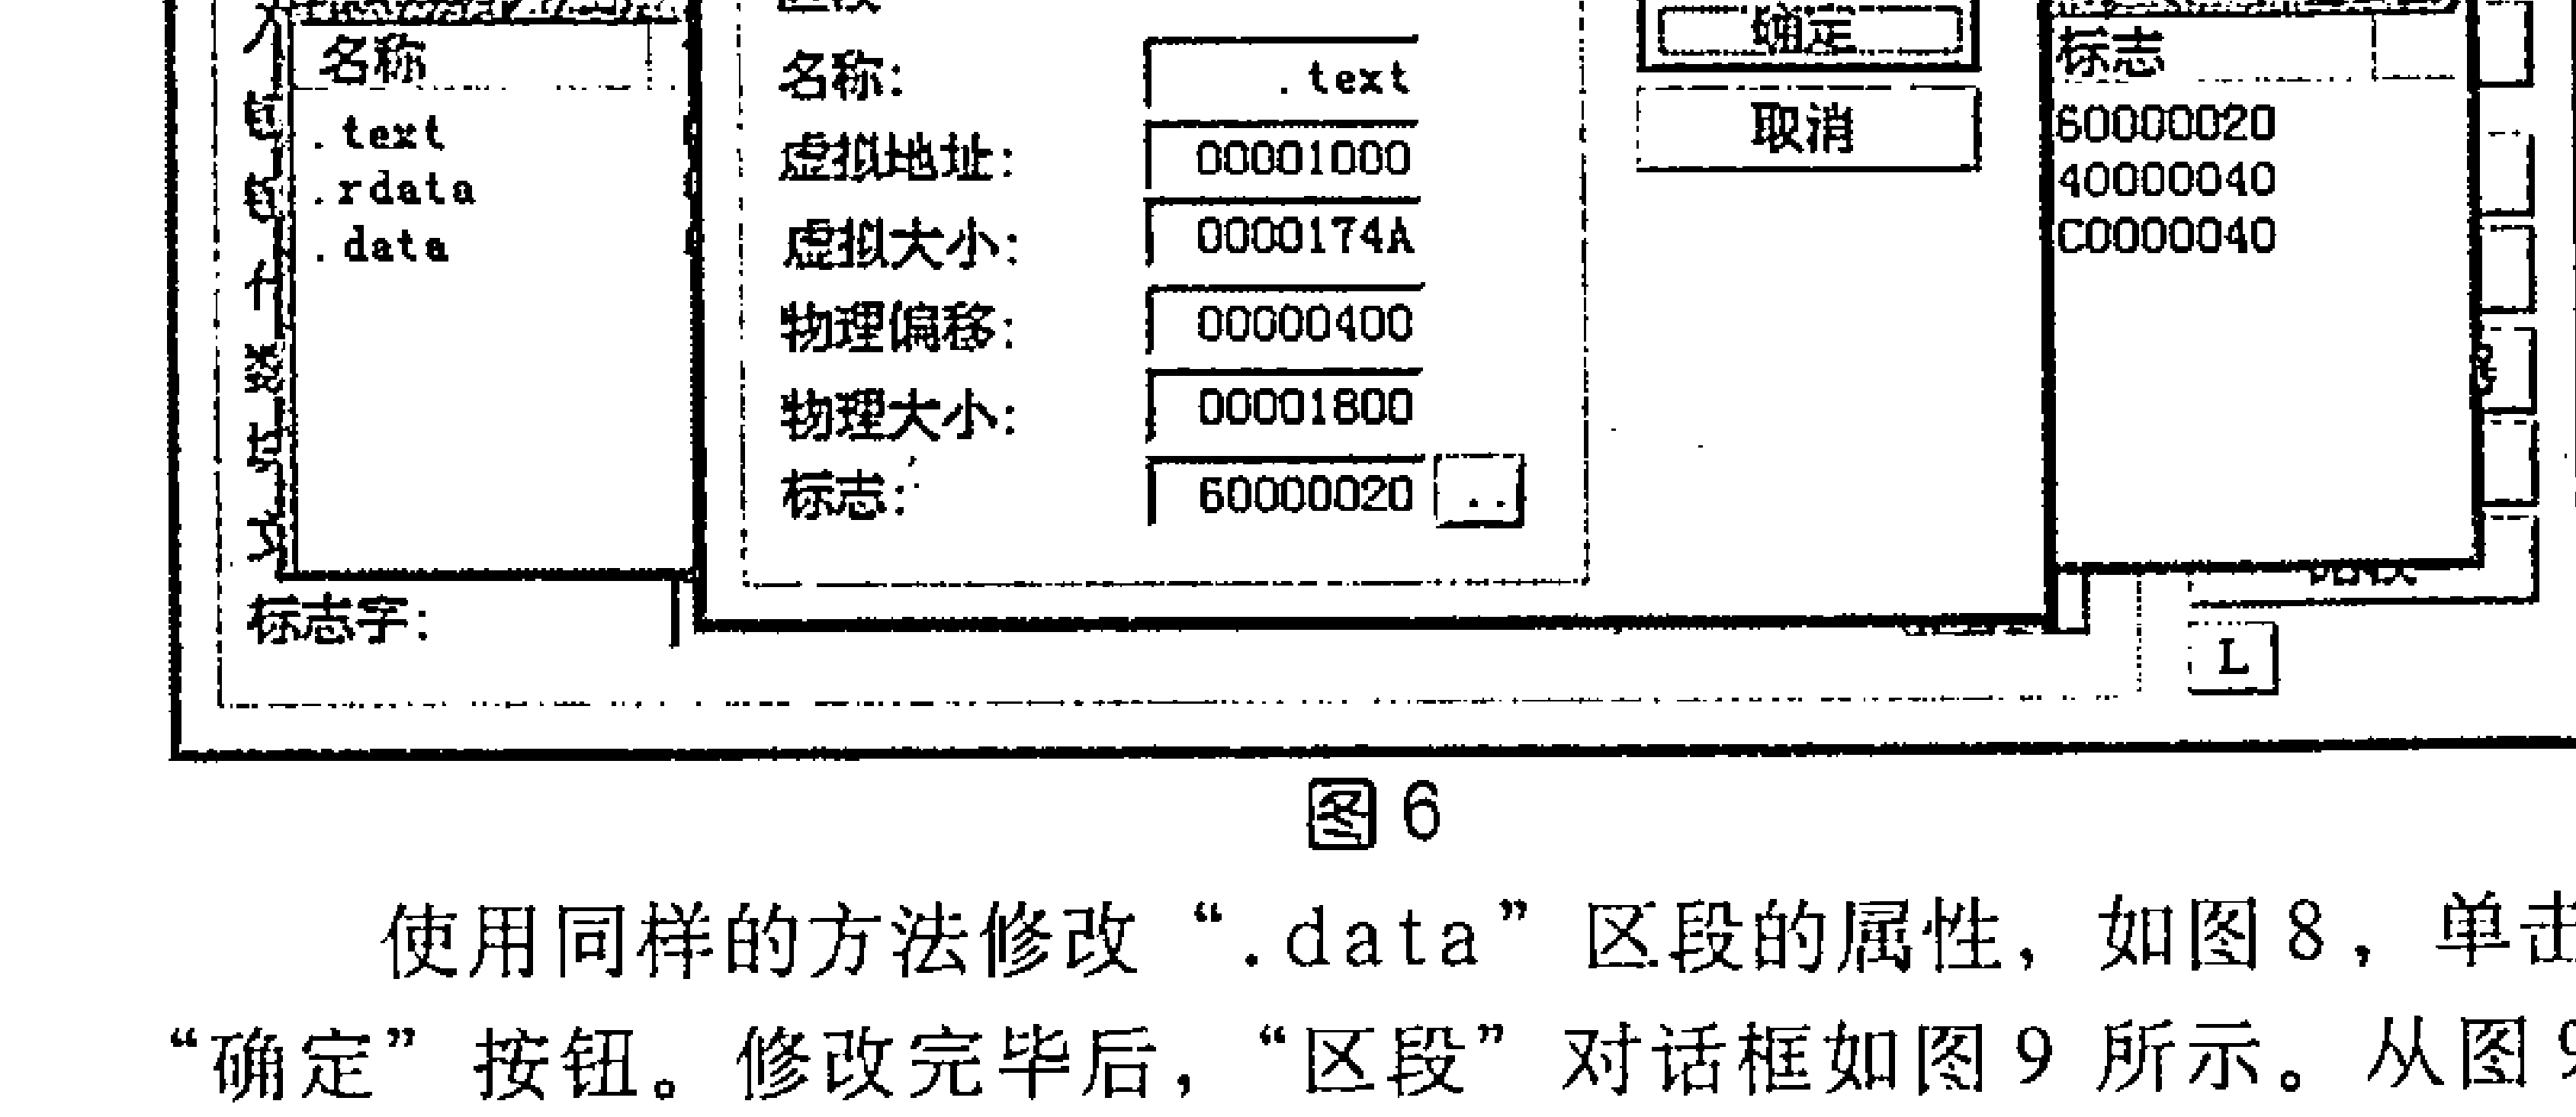 名称
.text
.rdata
.data
标志字:
名称: .text
虚拟地址: 00001000
虚拟大小: 0000174A
物理偏移: 00000400
物理大小: 00001800
标志: 60000020 ..
确定
取消
标志
60000020
40000040
C0000040
L
图6
使用同样的方法修改“.data”区段的属性，如图8，单击
“确定”按钮。修改完毕后，“区段”对话框如图9所示。从图9